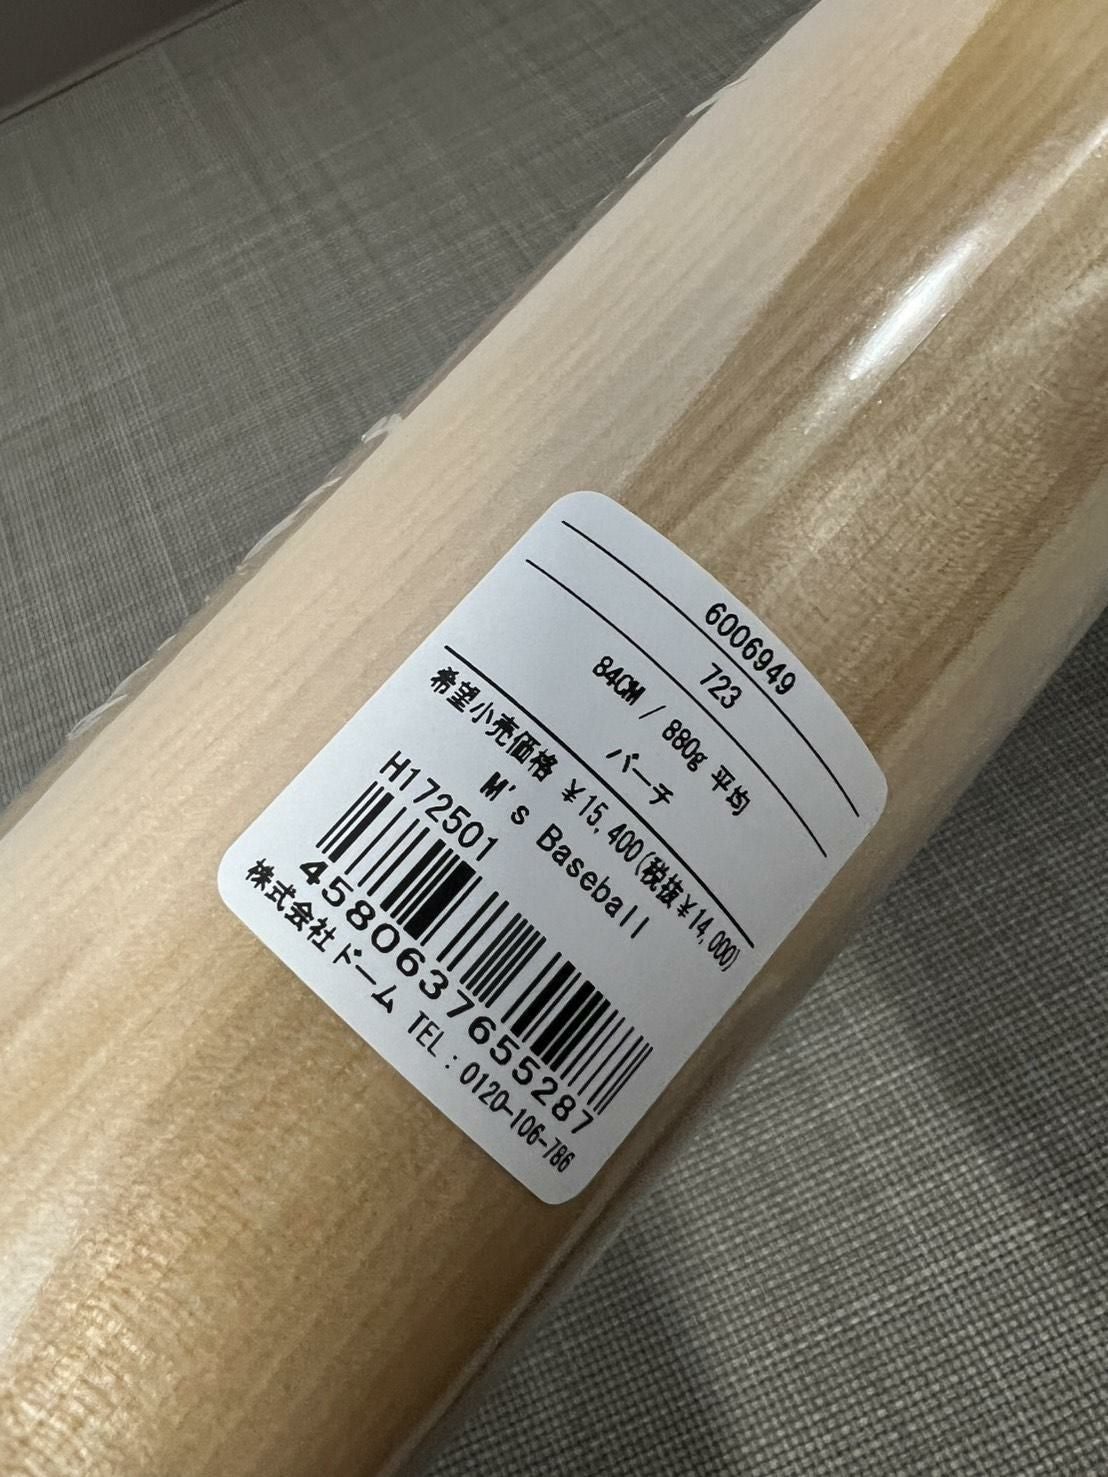 6006949
723
84CM / 880g 平均
バーチ
希望小売価格 ¥15,400(税抜¥14,000)
M's Baseball
H172501
4580637655287
株式会社ドーム TEL:0120-106-786